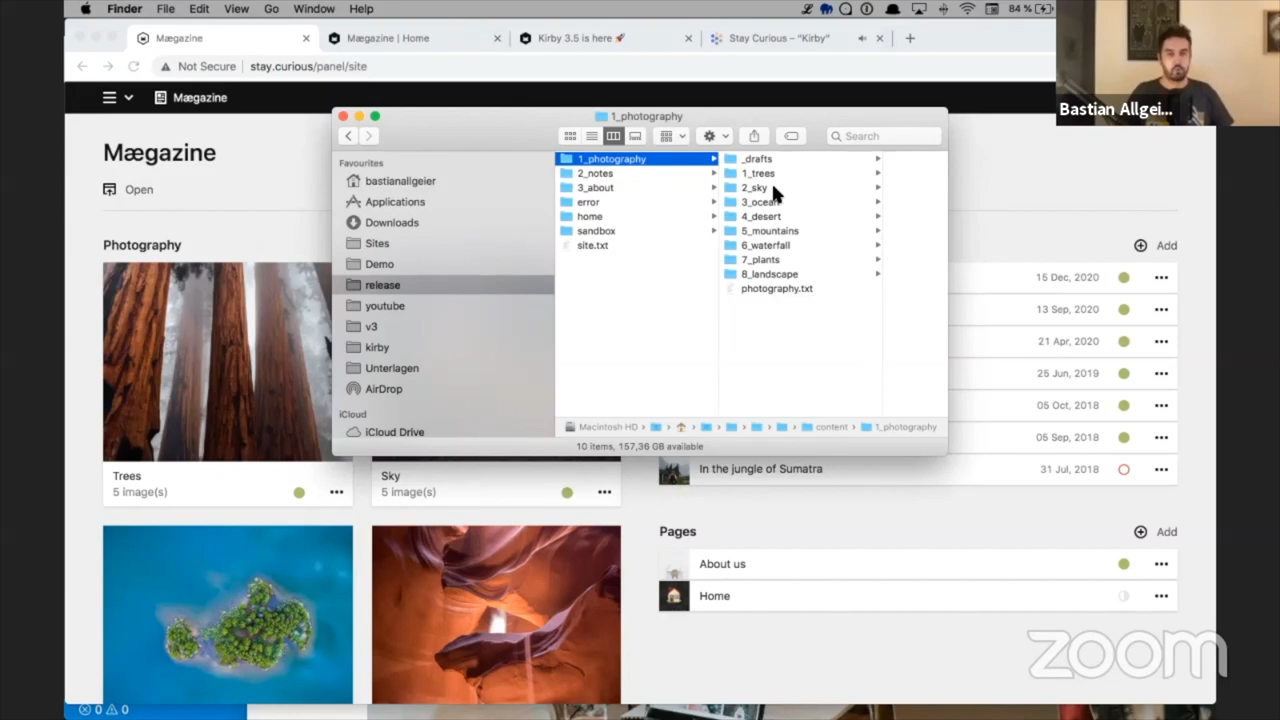 Finder File Edit View Go Window Help 84 %
Mægazine Mægazine | Home Kirby 3.5 is here 🚀 Stay Curious – "Kirby"
Not Secure stay.curious/panel/site
Mægazine
Bastian Allgei...
Mægazine
Open
Photography
Add
1_photography
Search
Favourites
bastianallgeier
Applications
Downloads
Sites
Demo
release
youtube
v3
kirby
Unterlagen
AirDrop
iCloud
iCloud Drive
1_photography
2_notes
3_about
error
home
sandbox
site.txt
_drafts
1_trees
2_sky
3_ocean
4_desert
5_mountains
6_waterfall
7_plants
8_landscape
photography.txt
Macintosh HD content 1_photography
10 items, 157,36 GB available
15 Dec, 2020
13 Sep, 2020
21 Apr, 2020
25 Jun, 2019
05 Oct, 2018
05 Sep, 2018
In the jungle of Sumatra 31 Jul, 2018
Trees
5 image(s)
Sky
5 image(s)
Pages Add
About us
Home
zoom
0 0